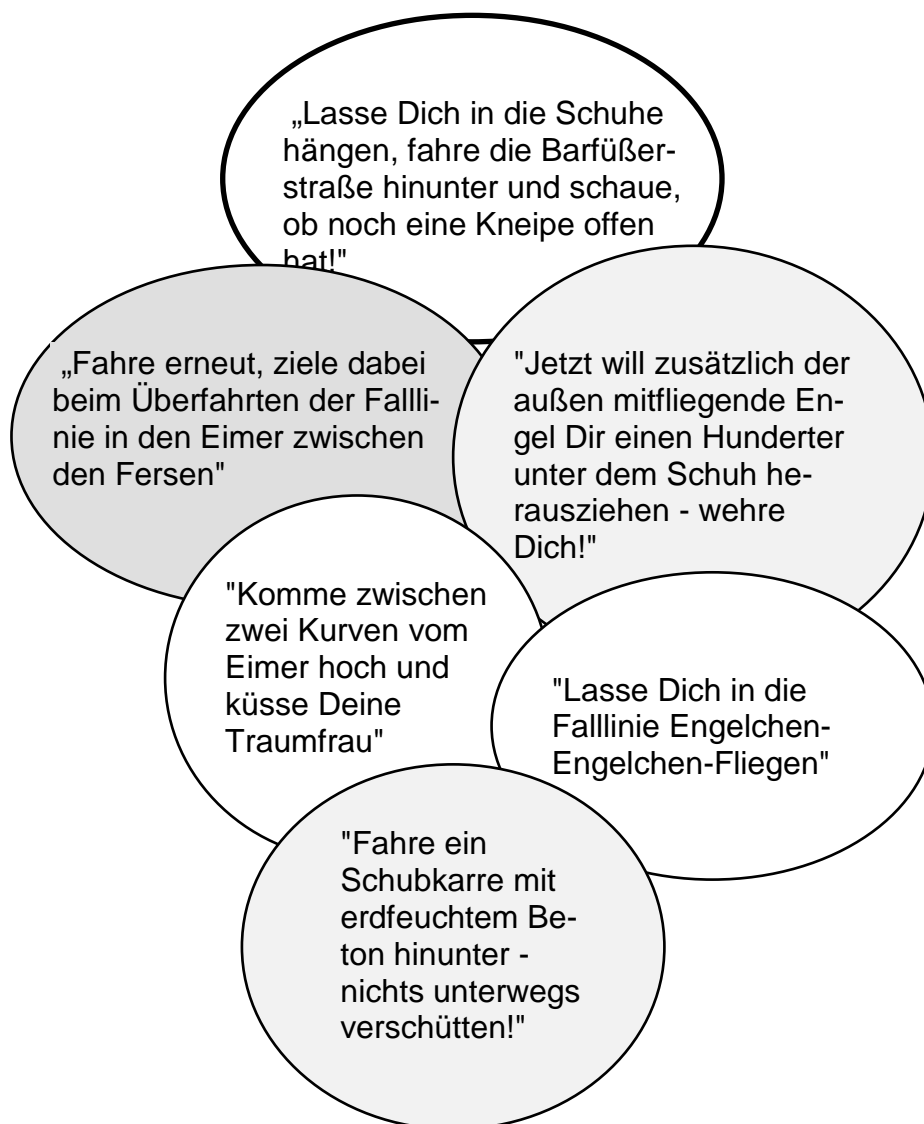 „Lasse Dich in die Schuhe
hängen, fahre die Barfüßer-
straße hinunter und schaue,
ob noch eine Kneipe offen
hat!"
„Fahre erneut, ziele dabei
beim Überfahrten der Fallli-
nie in den Eimer zwischen
den Fersen"
"Jetzt will zusätzlich der
außen mitfliegende En-
gel Dir einen Hunderter
unter dem Schuh he-
rausziehen - wehre
Dich!"
"Komme zwischen
zwei Kurven vom
Eimer hoch und
küsse Deine
Traumfrau"
"Lasse Dich in die
Falllinie Engelchen-
Engelchen-Fliegen"
"Fahre ein
Schubkarre mit
erdfeuchtem Be-
ton hinunter -
nichts unterwegs
verschütten!"